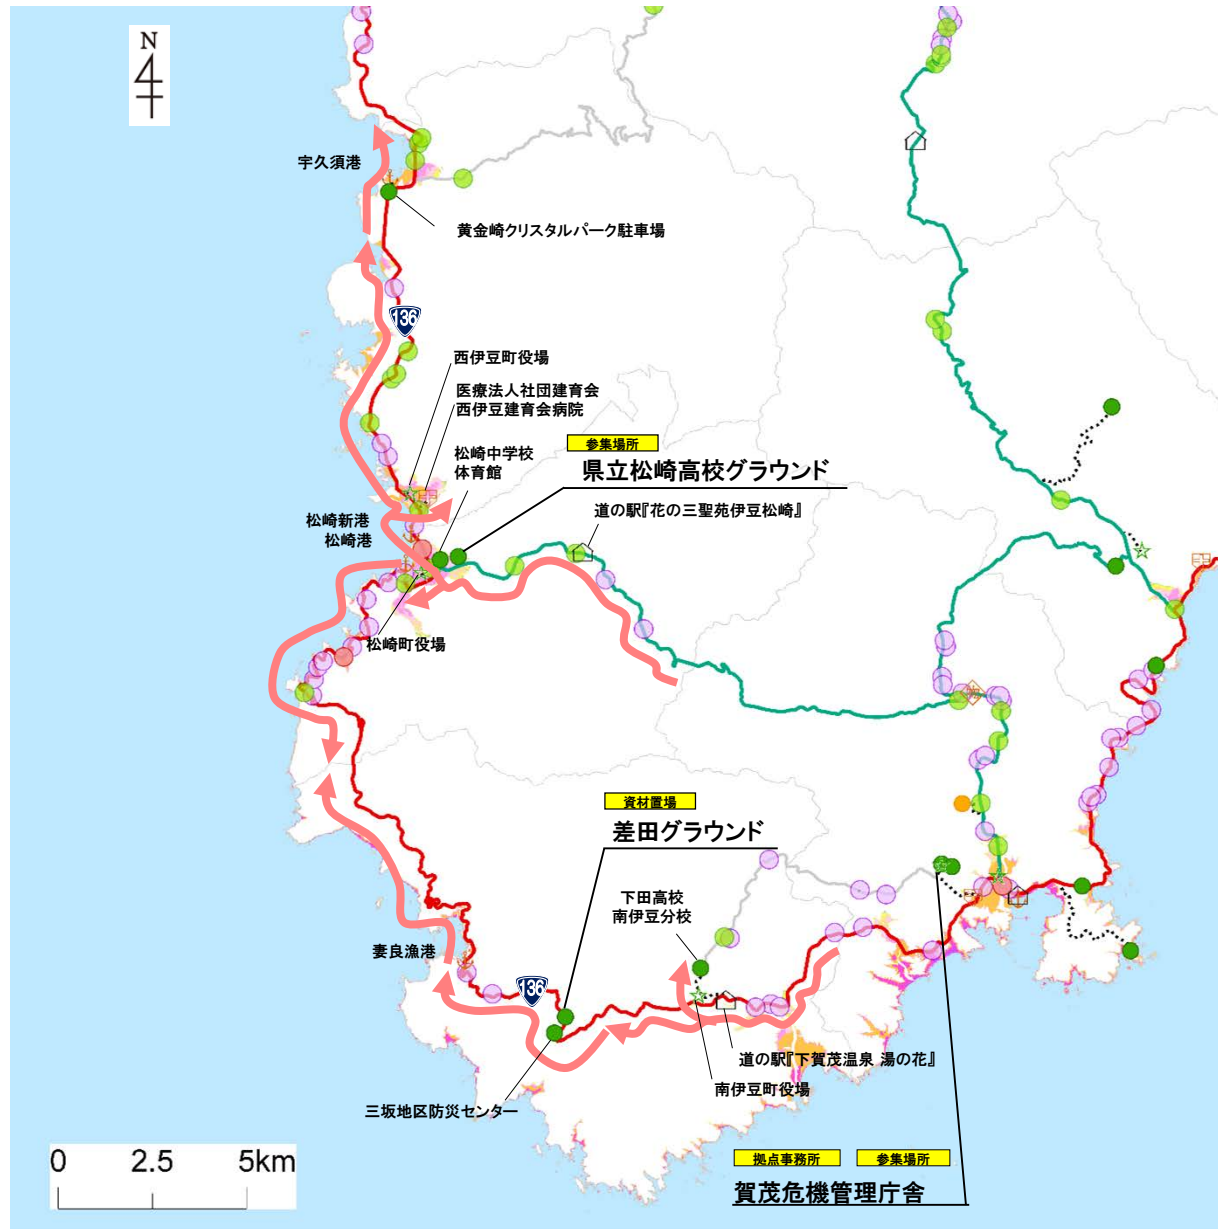 N
宇久須港
黄金崎クリスタルパーク駐車場
136
西伊豆町役場
医療法人社団建育会
西伊豆建育会病院
参集場所
県立松崎高校グラウンド
松崎中学校
体育館
道の駅『花の三聖苑伊豆松崎』
松崎新港
松崎港
松崎町役場
資材置場
差田グラウンド
下田高校
南伊豆分校
妻良漁港
136
道の駅『下賀茂温泉 湯の花』
南伊豆町役場
三坂地区防災センター
0 2.5 5km
拠点事務所 参集場所
賀茂危機管理庁舎